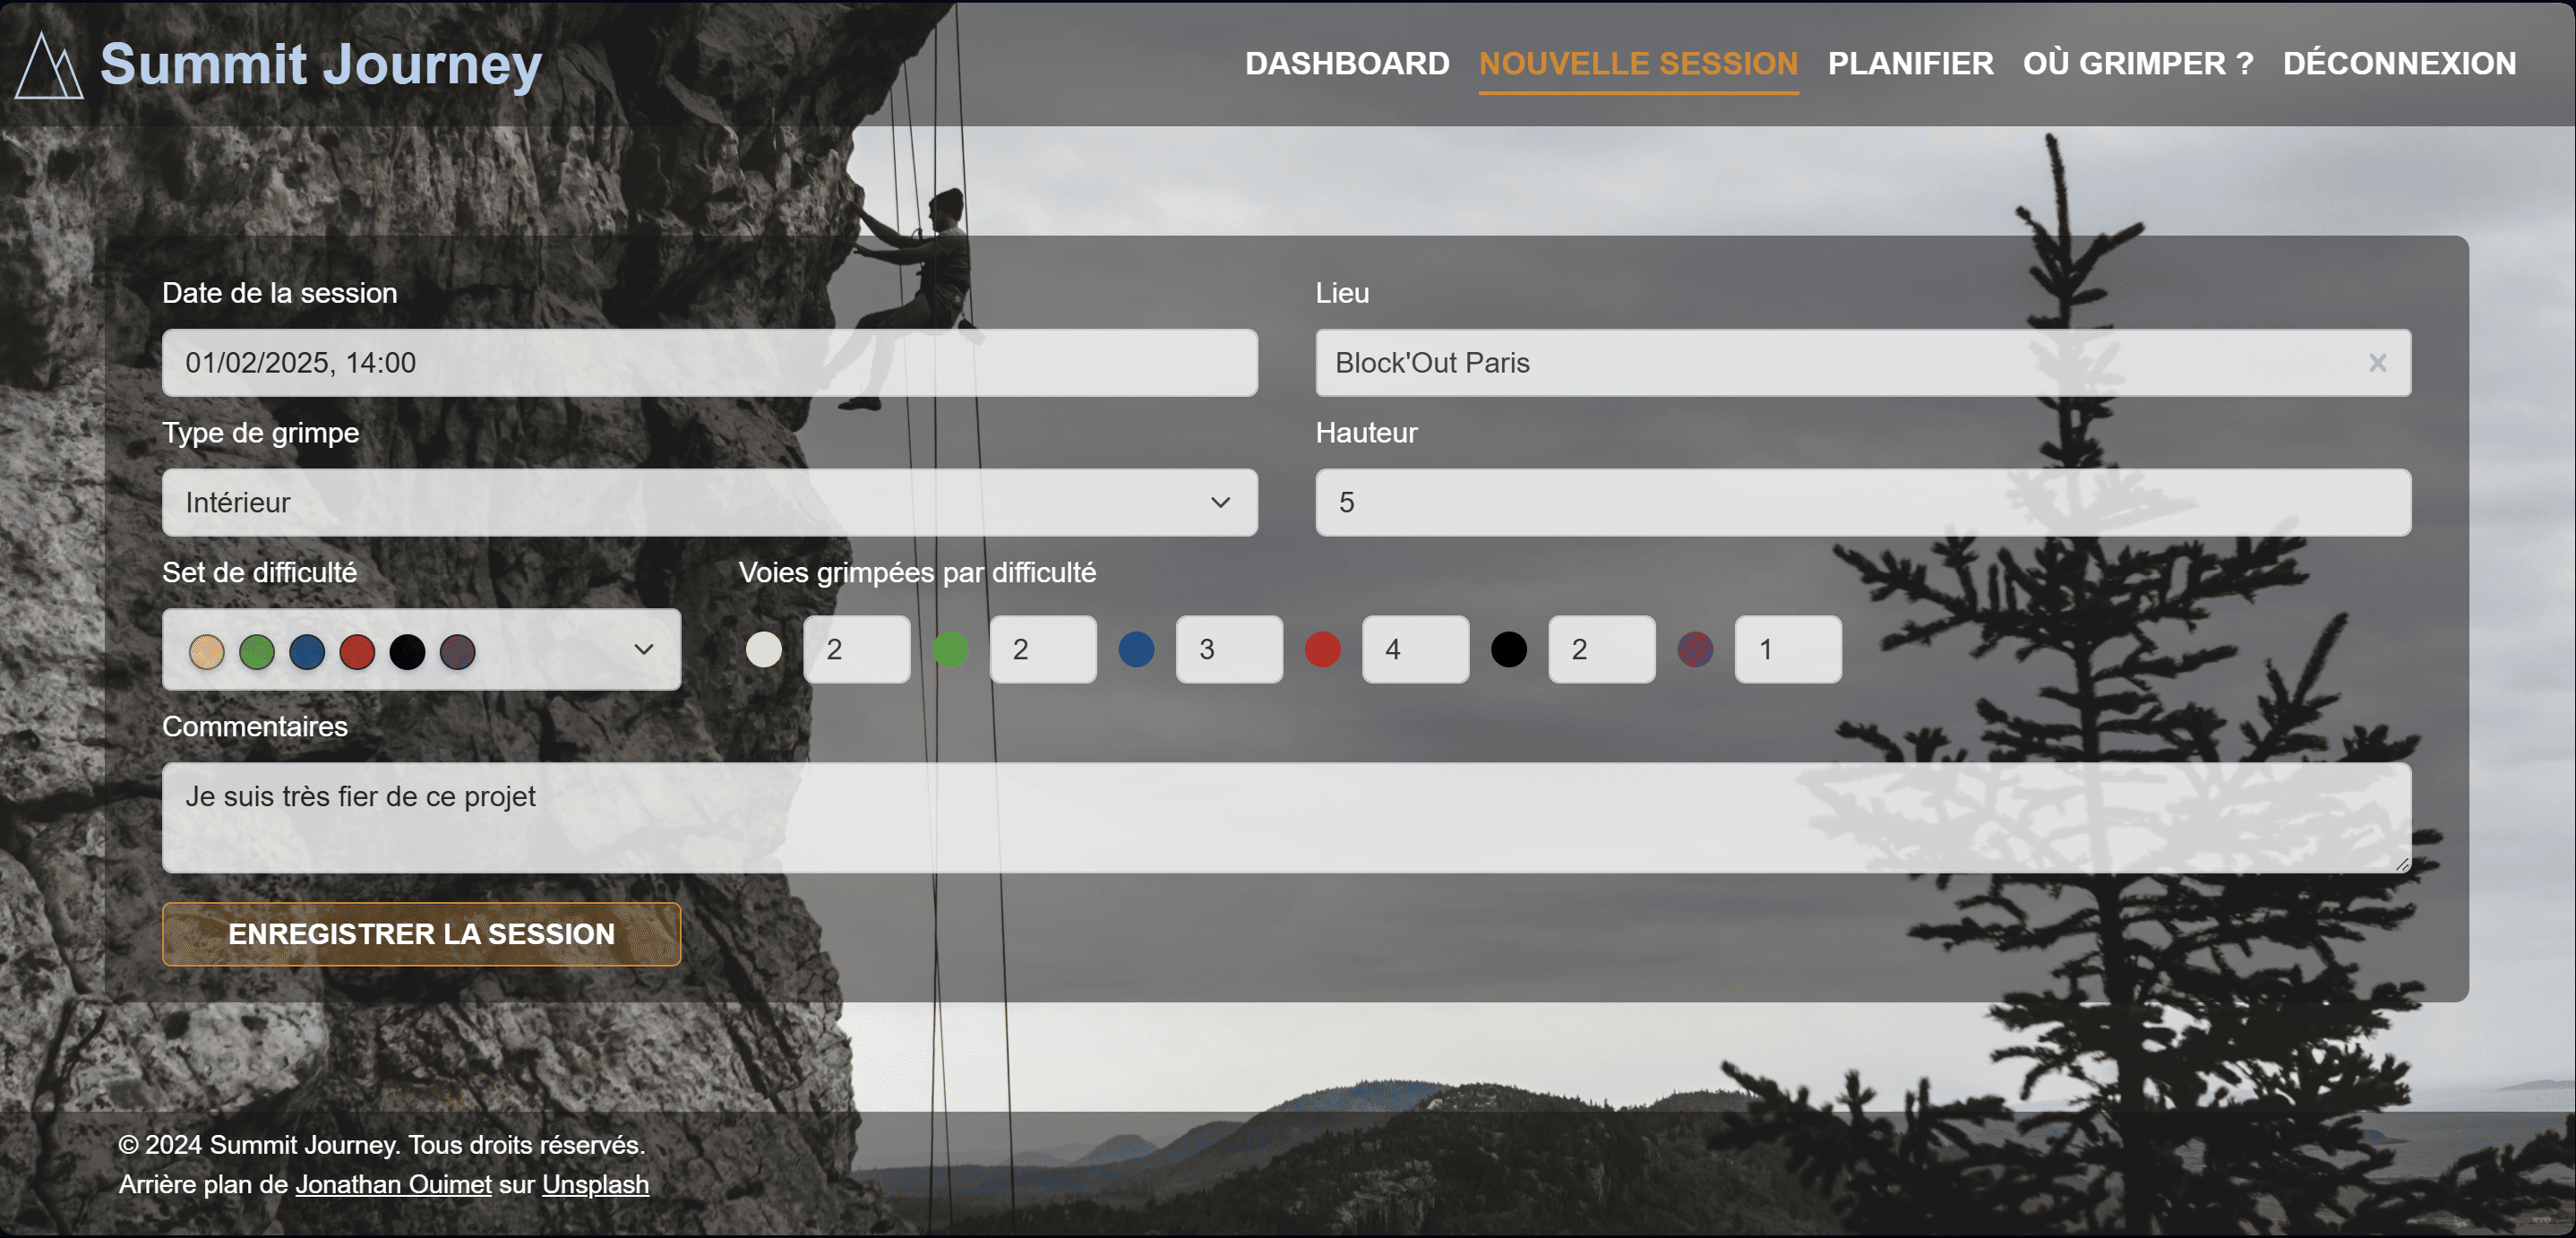 Summit Journey
DASHBOARD NOUVELLE SESSION PLANIFIER OÙ GRIMPER ? DÉCONNEXION
Date de la session
Lieu
01/02/2025, 14:00
Block'Out Paris
Type de grimpe
Hauteur
Intérieur
5
Set de difficulté
Voies grimpées par difficulté
2 2 3 4 2 1
Commentaires
Je suis très fier de ce projet
ENREGISTRER LA SESSION
© 2024 Summit Journey. Tous droits réservés.
Arrière plan de Jonathan Ouimet sur Unsplash